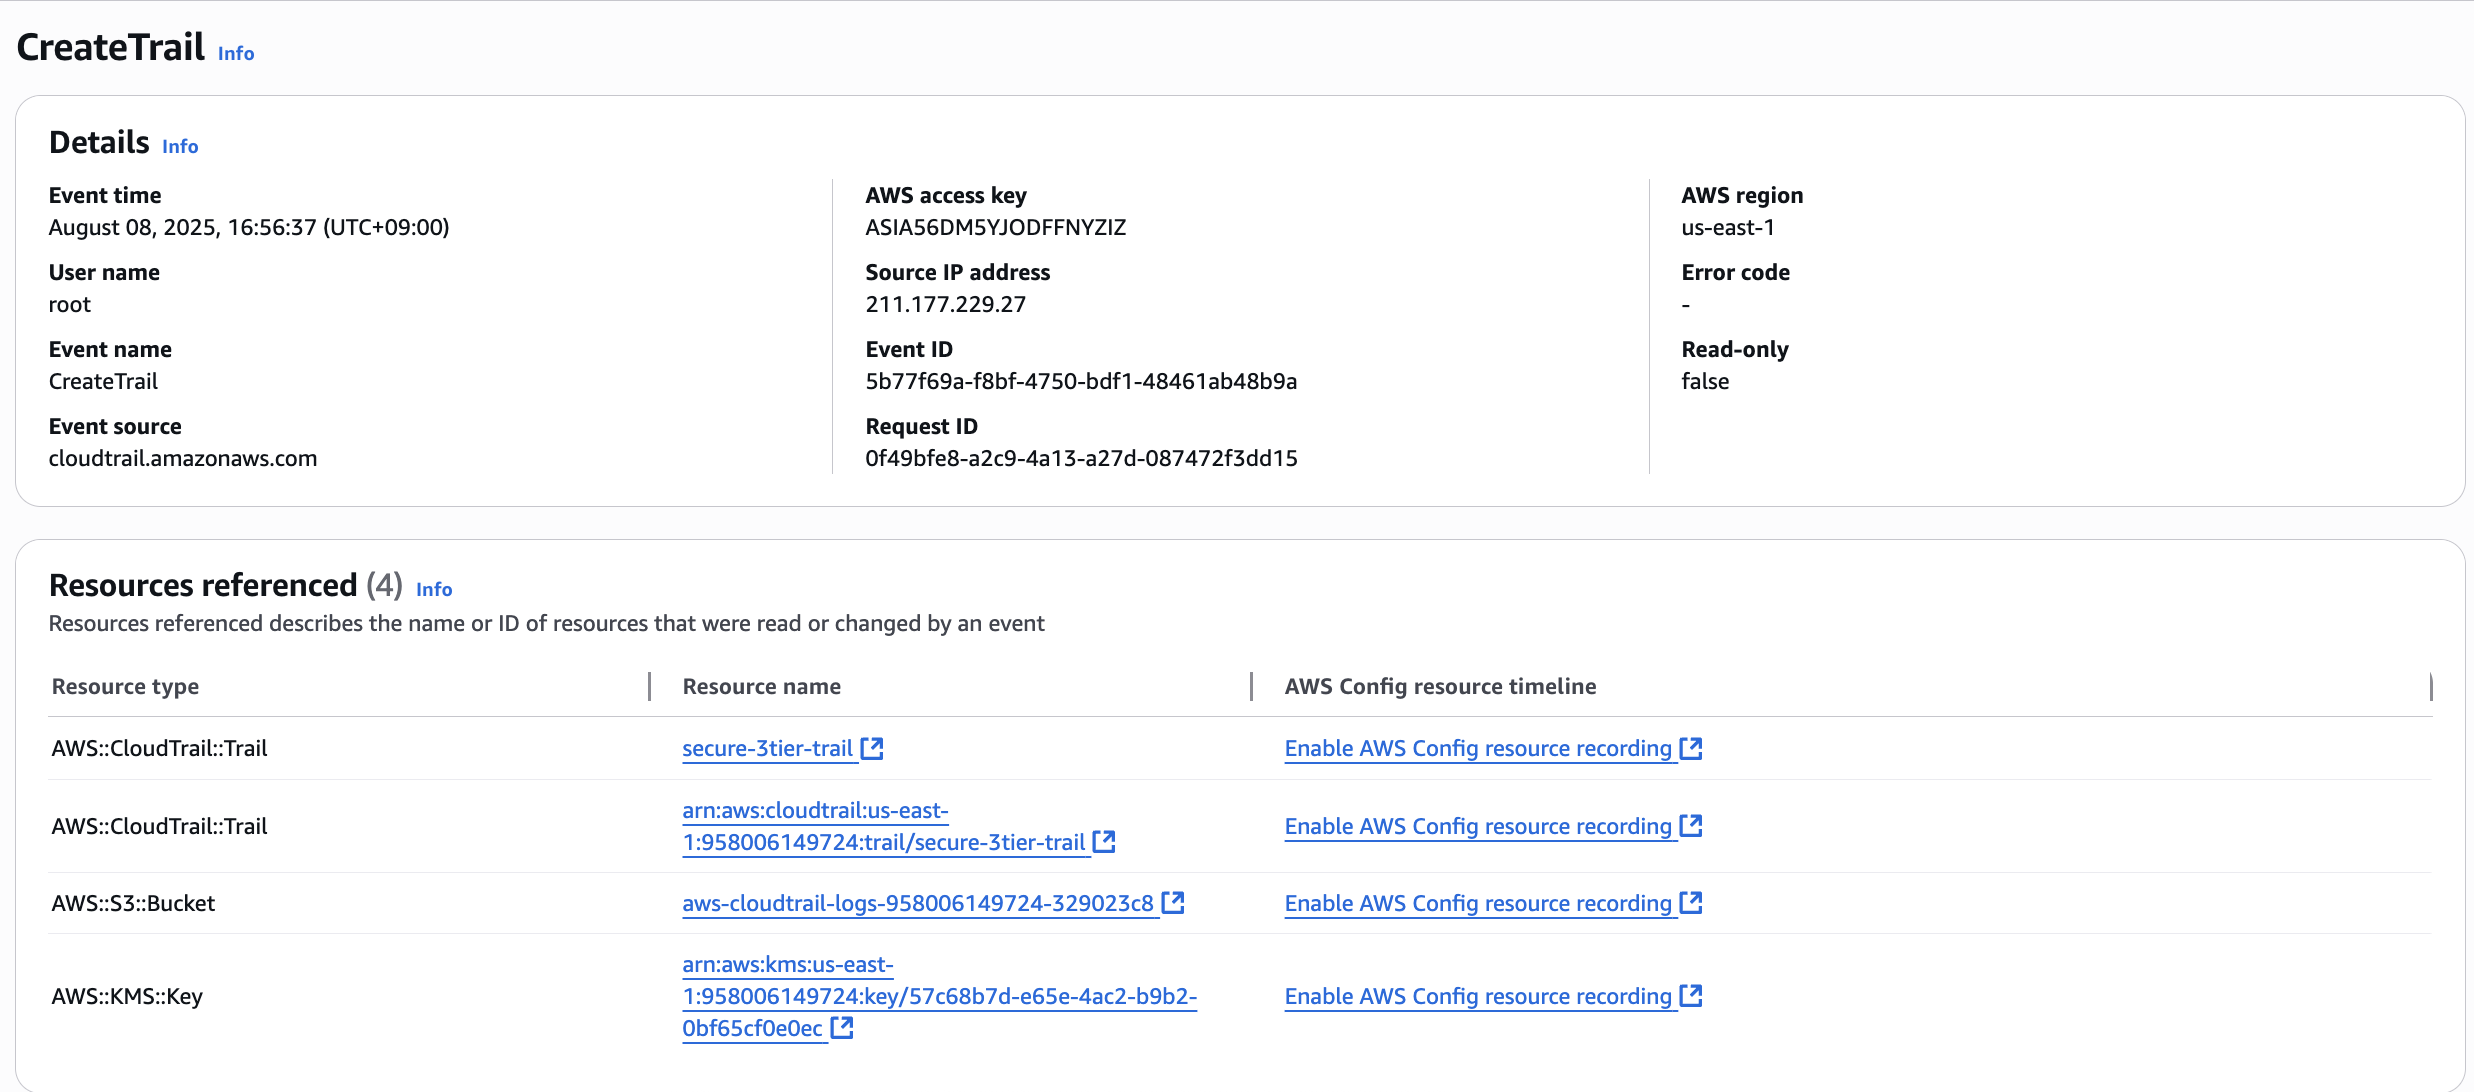 CreateTrail Info
Details Info
Event time
August 08, 2025, 16:56:37 (UTC+09:00)
User name
root
Event name
CreateTrail
Event source
cloudtrail.amazonaws.com
AWS access key
ASIA56DM5YJODFFNYZIZ
Source IP address
211.177.229.27
Event ID
5b77f69a-f8bf-4750-bdf1-48461ab48b9a
Request ID
0f49bfe8-a2c9-4a13-a27d-087472f3dd15
AWS region
us-east-1
Error code
-
Read-only
false
Resources referenced (4) Info
Resources referenced describes the name or ID of resources that were read or changed by an event
Resource type
Resource name
AWS Config resource timeline
AWS::CloudTrail::Trail
secure-3tier-trail
Enable AWS Config resource recording
AWS::CloudTrail::Trail
arn:aws:cloudtrail:us-east-
1:958006149724:trail/secure-3tier-trail
Enable AWS Config resource recording
AWS::S3::Bucket
aws-cloudtrail-logs-958006149724-329023c8
Enable AWS Config resource recording
AWS::KMS::Key
arn:aws:kms:us-east-
1:958006149724:key/57c68b7d-e65e-4ac2-b9b2-
0bf65cf0e0ec
Enable AWS Config resource recording